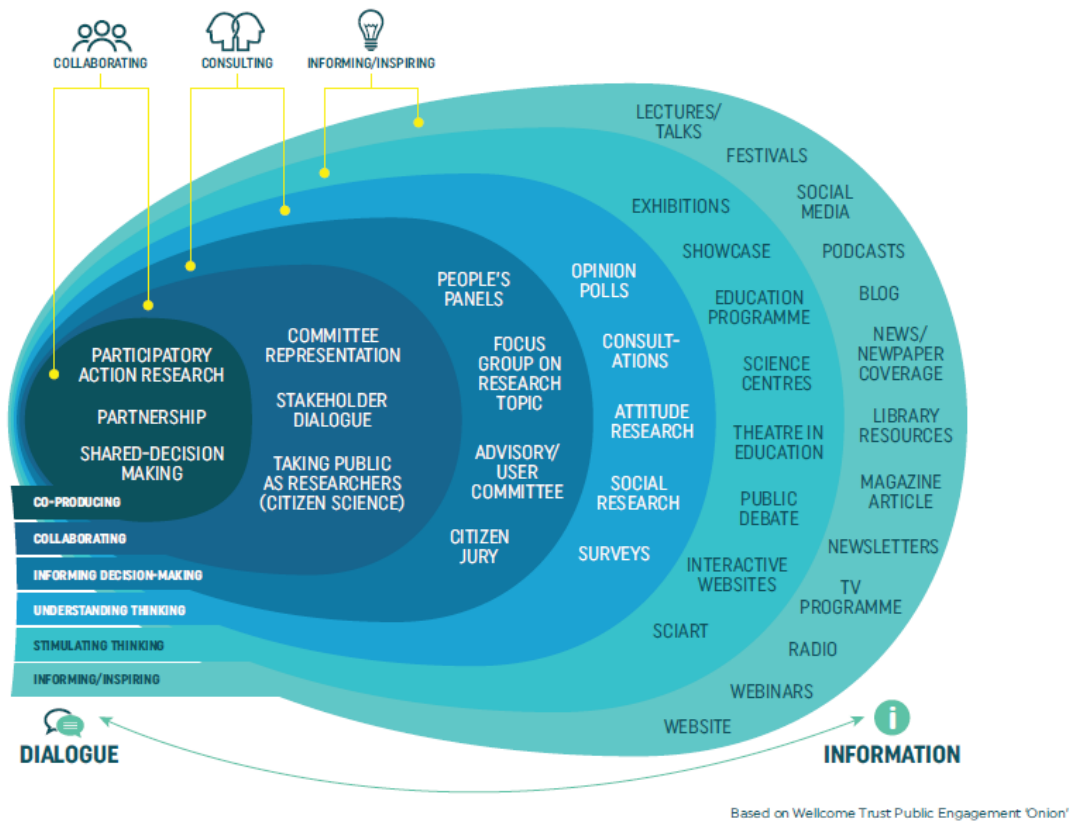 COLLABORATING
CONSULTING
INFORMING/INSPIRING
LECTURES/
TALKS
FESTIVALS
SOCIAL
MEDIA
PODCASTS
BLOG
NEWS/
NEWPAPER
COVERAGE
LIBRARY
RESOURCES
MAGAZINE
ARTICLE
NEWSLETTERS
TV
PROGRAMME
RADIO
WEBINARS
WEBSITE
EXHIBITIONS
SHOWCASE
EDUCATION
PROGRAMME
SCIENCE
CENTRES
THEATRE IN
EDUCATION
PUBLIC
DEBATE
INTERACTIVE
WEBSITES
SCIART
OPINION
POLLS
CONSULT-
ATIONS
ATTITUDE
RESEARCH
SOCIAL
RESEARCH
SURVEYS
PEOPLE'S
PANELS
FOCUS
GROUP ON
RESEARCH
TOPIC
ADVISORY/
USER
COMMITTEE
CITIZEN
JURY
COMMITTEE
REPRESENTATION
STAKEHOLDER
DIALOGUE
TAKING PUBLIC
AS RESEARCHERS
(CITIZEN SCIENCE)
PARTICIPATORY
ACTION RESEARCH
PARTNERSHIP
SHARED-DECISION
MAKING
CO-PRODUCING
COLLABORATING
INFORMING DECISION-MAKING
UNDERSTANDING THINKING
STIMULATING THINKING
INFORMING/INSPIRING
DIALOGUE
i
INFORMATION
Based on Wellcome Trust Public Engagement 'Onion'